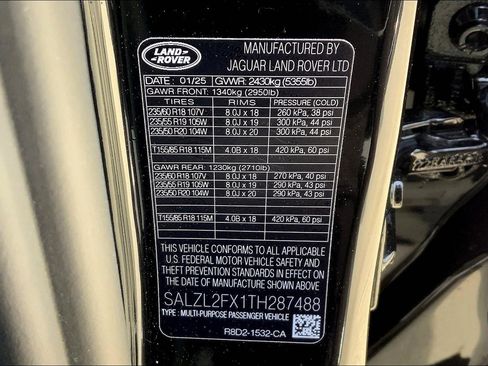 LAND
ROVER
MANUFACTURED BY
JAGUAR LAND ROVER LTD
DATE: 01/25 GVWR: 2430kg (5355lb)
GAWR FRONT: 1340kg (2950lb)
TIRES RIMS PRESSURE (COLD)
235/60 R18 107V 8.0J x 18 260 kPa, 38 psi
235/55 R19 105W 8.0J x 19 300 kPa, 44 psi
235/50 R20 104W 8.0J x 20 300 kPa, 44 psi
T155/85 R18 115M 4.0B x 18 420 kPa, 60 psi
GAWR REAR: 1230kg (2710lb)
235/60 R18 107V 8.0J x 18 270 kPa, 40 psi
235/55 R19 105W 8.0J x 19 290 kPa, 43 psi
235/50 R20 104W 8.0J x 20 290 kPa, 43 psi
T155/85 R18 115M 4.0B x 18 420 kPa, 60 psi
THIS VEHICLE CONFORMS TO ALL APPLICABLE
U.S. FEDERAL MOTOR VEHICLE SAFETY AND
THEFT PREVENTION STANDARDS IN EFFECT ON
THE DATE OF MANUFACTURE SHOWN ABOVE
SALZL2FX1TH287488
TYPE : MULTI-PURPOSE PASSENGER VEHICLE
R8D2-1532-CA